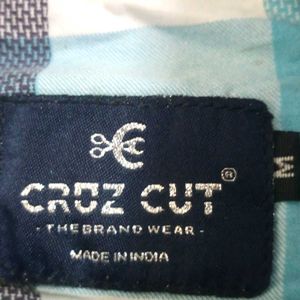 CRUZ CUT®
- THE BRAND WEAR -
MADE IN INDIA
M